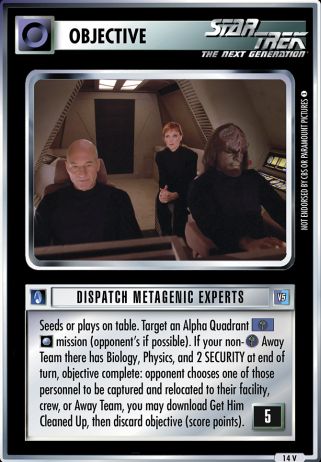 OBJECTIVE
STAR TREK
THE NEXT GENERATION
NOT ENDORSED BY CBS OR PARAMOUNT PICTURES
DISPATCH METAGENIC EXPERTS
Seeds or plays on table. Target an Alpha Quadrant
mission (opponent's if possible). If your non- Away
Team there has Biology, Physics, and 2 SECURITY at end of
turn, objective complete: opponent chooses one of those
personnel to be captured and relocated to their facility,
crew, or Away Team, you may download Get Him
Cleaned Up, then discard objective (score points).
5
14 V